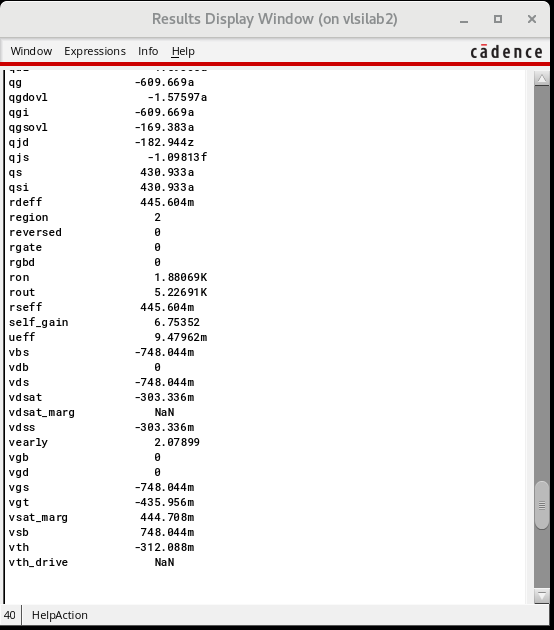 Results Display Window (on vlsilab2)
Window Expressions Info Help
cādence
qg -609.669a
qgdovl -1.57597a
qgi -609.669a
qgsovl -169.383a
qjd -182.944z
qjs -1.09813f
qs 430.933a
qsi 430.933a
rdeff 445.604m
region 2
reversed 0
rgate 0
rgbd 0
ron 1.88069K
rout 5.22691K
rseff 445.604m
self_gain 6.75352
ueff 9.47962m
vbs -748.044m
vdb 0
vds -748.044m
vdsat -303.336m
vdsat_marg NaN
vdss -303.336m
vearly 2.07899
vgb 0
vgd 0
vgs -748.044m
vgt -435.956m
vsat_marg 444.708m
vsb 748.044m
vth -312.088m
vth_drive NaN
40 HelpAction